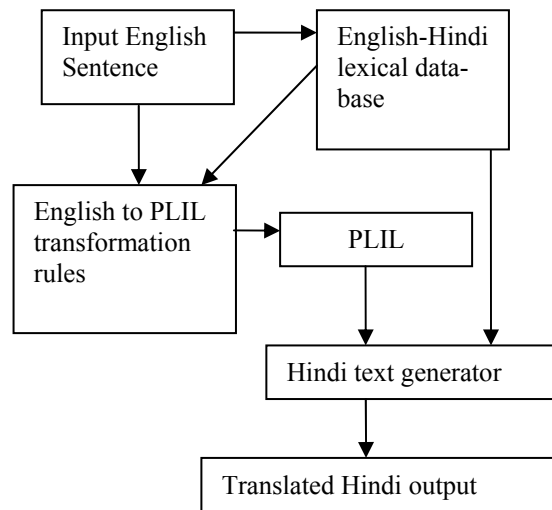 Input English
Sentence
English-Hindi
lexical data-
base
English to PLIL
transformation
rules
PLIL
Hindi text generator
Translated Hindi output